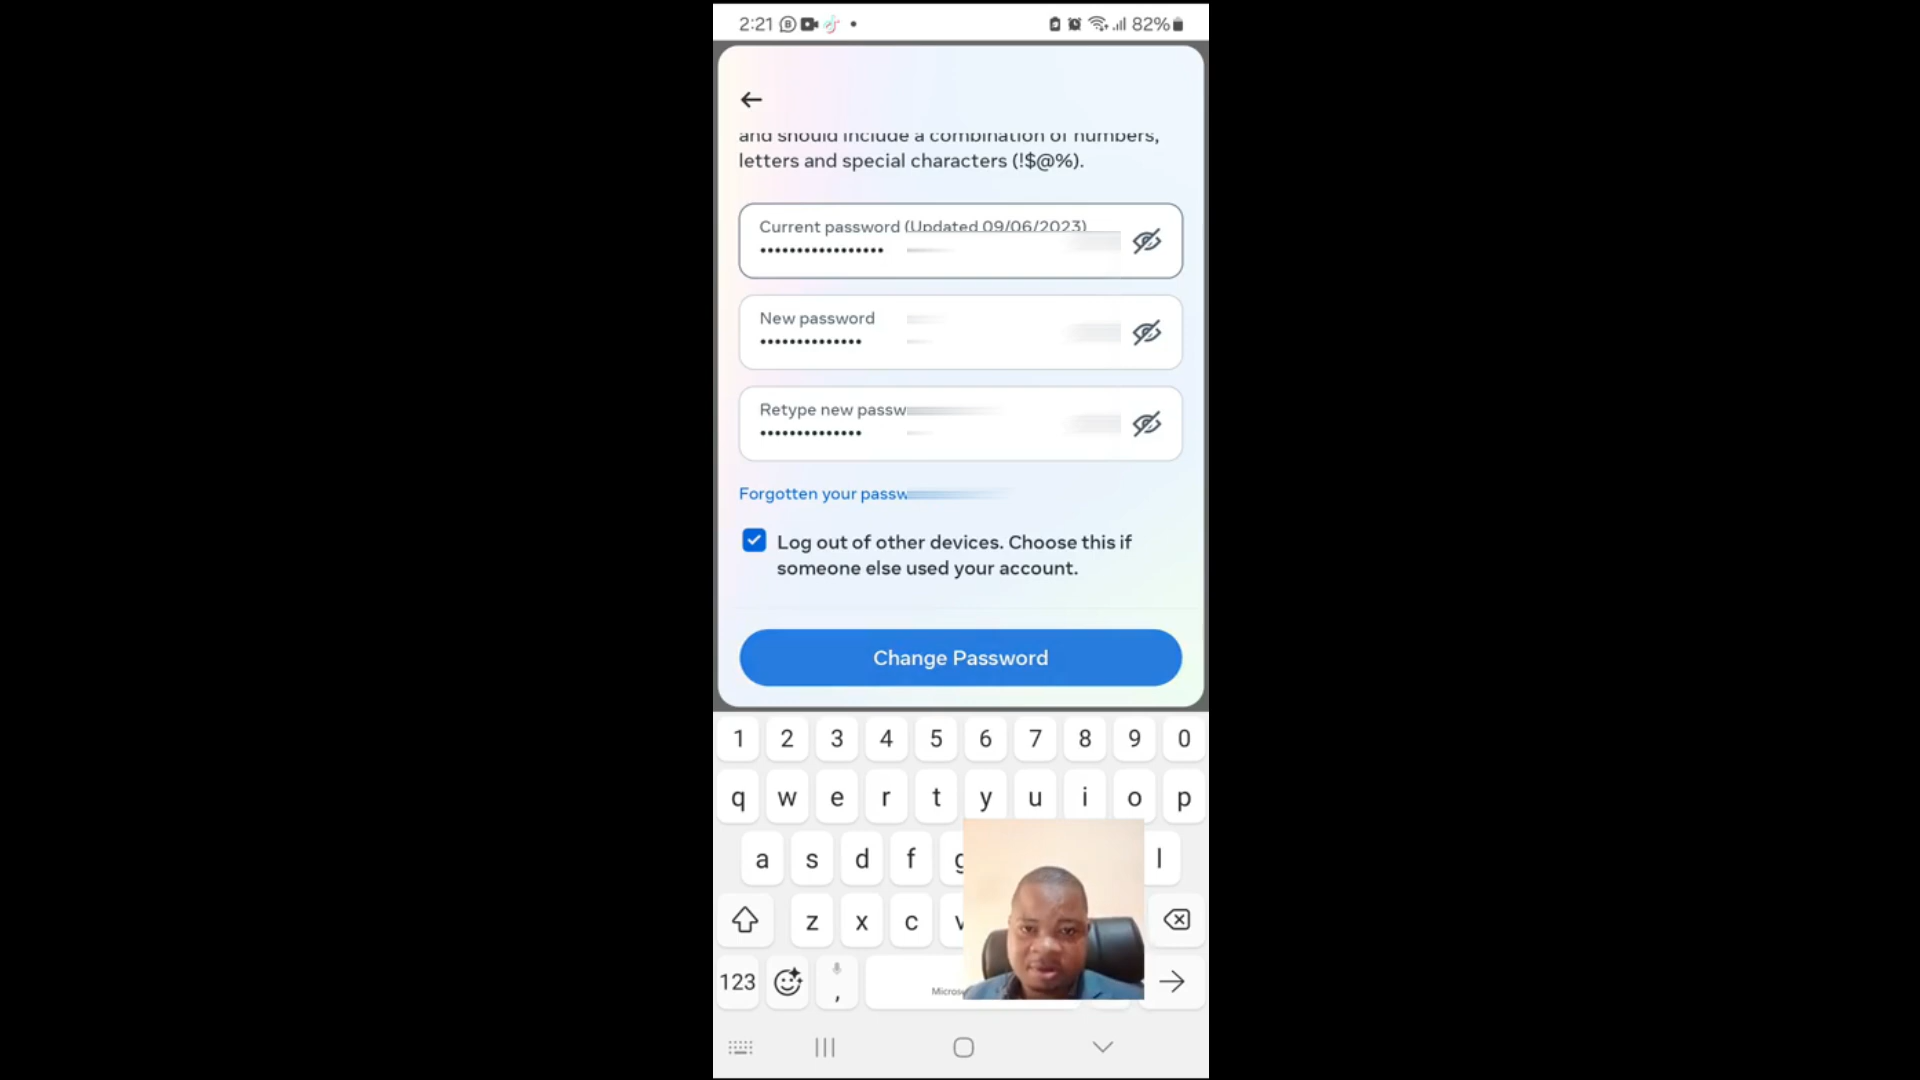 2:21 82%
and should include a combination of numbers,
letters and special characters (!$@%).
Current password (Updated 09/06/2023)
•••••••••••••••••
New password
••••••••••••••
Retype new passw
••••••••••••••
Forgotten your passw
Log out of other devices. Choose this if
someone else used your account.
Change Password
1 2 3 4 5 6 7 8 9 0
q w e r t y u i o p
a s d f g l
z x c v
123 , Micros